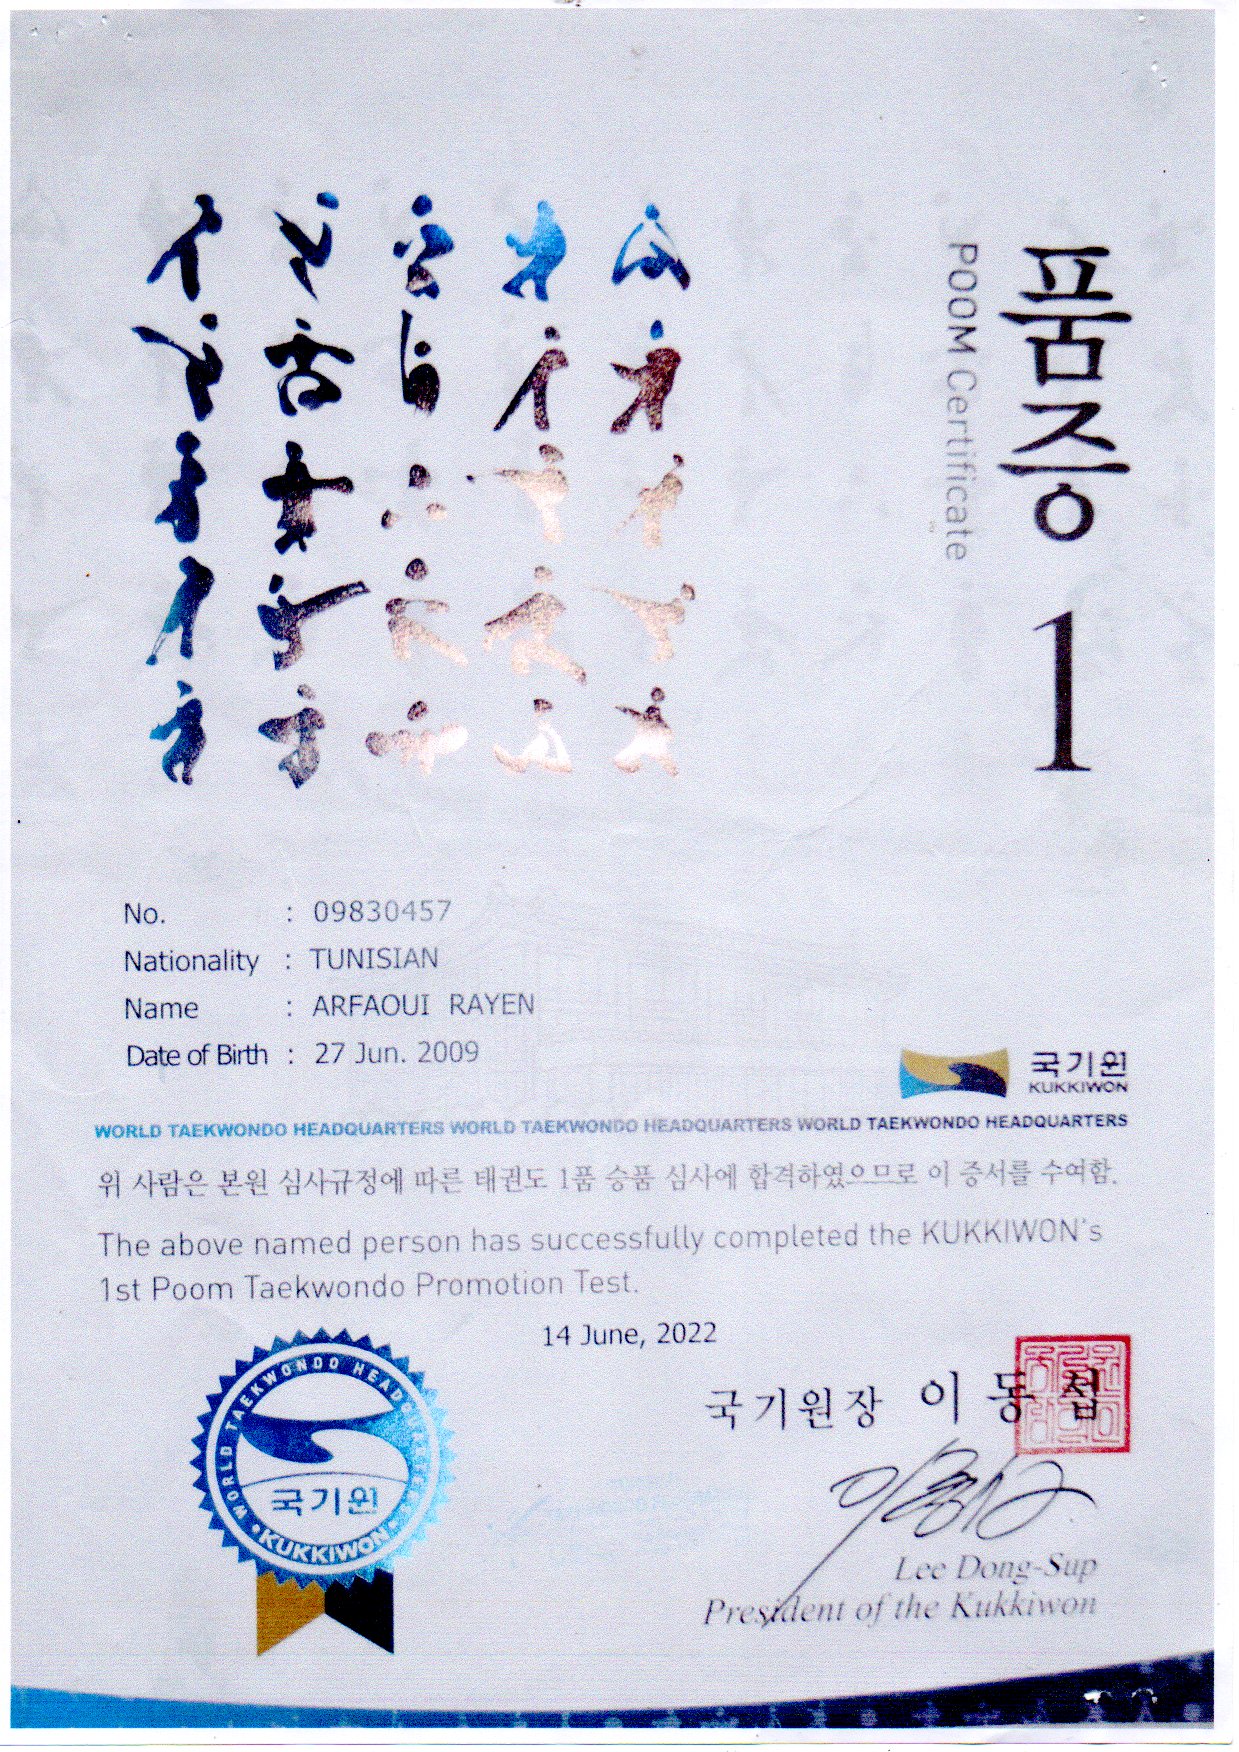 품증
POOM Certificate
1
No. : 09830457
Nationality : TUNISIAN
Name : ARFAOUI RAYEN
Date of Birth : 27 Jun. 2009
국기원
KUKKIWON
WORLD TAEKWONDO HEADQUARTERS WORLD TAEKWONDO HEADQUARTERS WORLD TAEKWONDO HEADQUARTERS
위 사람은 본원 심사규정에 따른 태권도 1품 승품 심사에 합격하였으므로 이 증서를 수여함.
The above named person has successfully completed the KUKKIWON's
1st Poom Taekwondo Promotion Test.
14 June, 2022
국기원장 이동섭
WORLD TAEKWONDO HEADQUARTERS
국기원
KUKKIWON
Lee Dong-Sup
President of the Kukkiwon